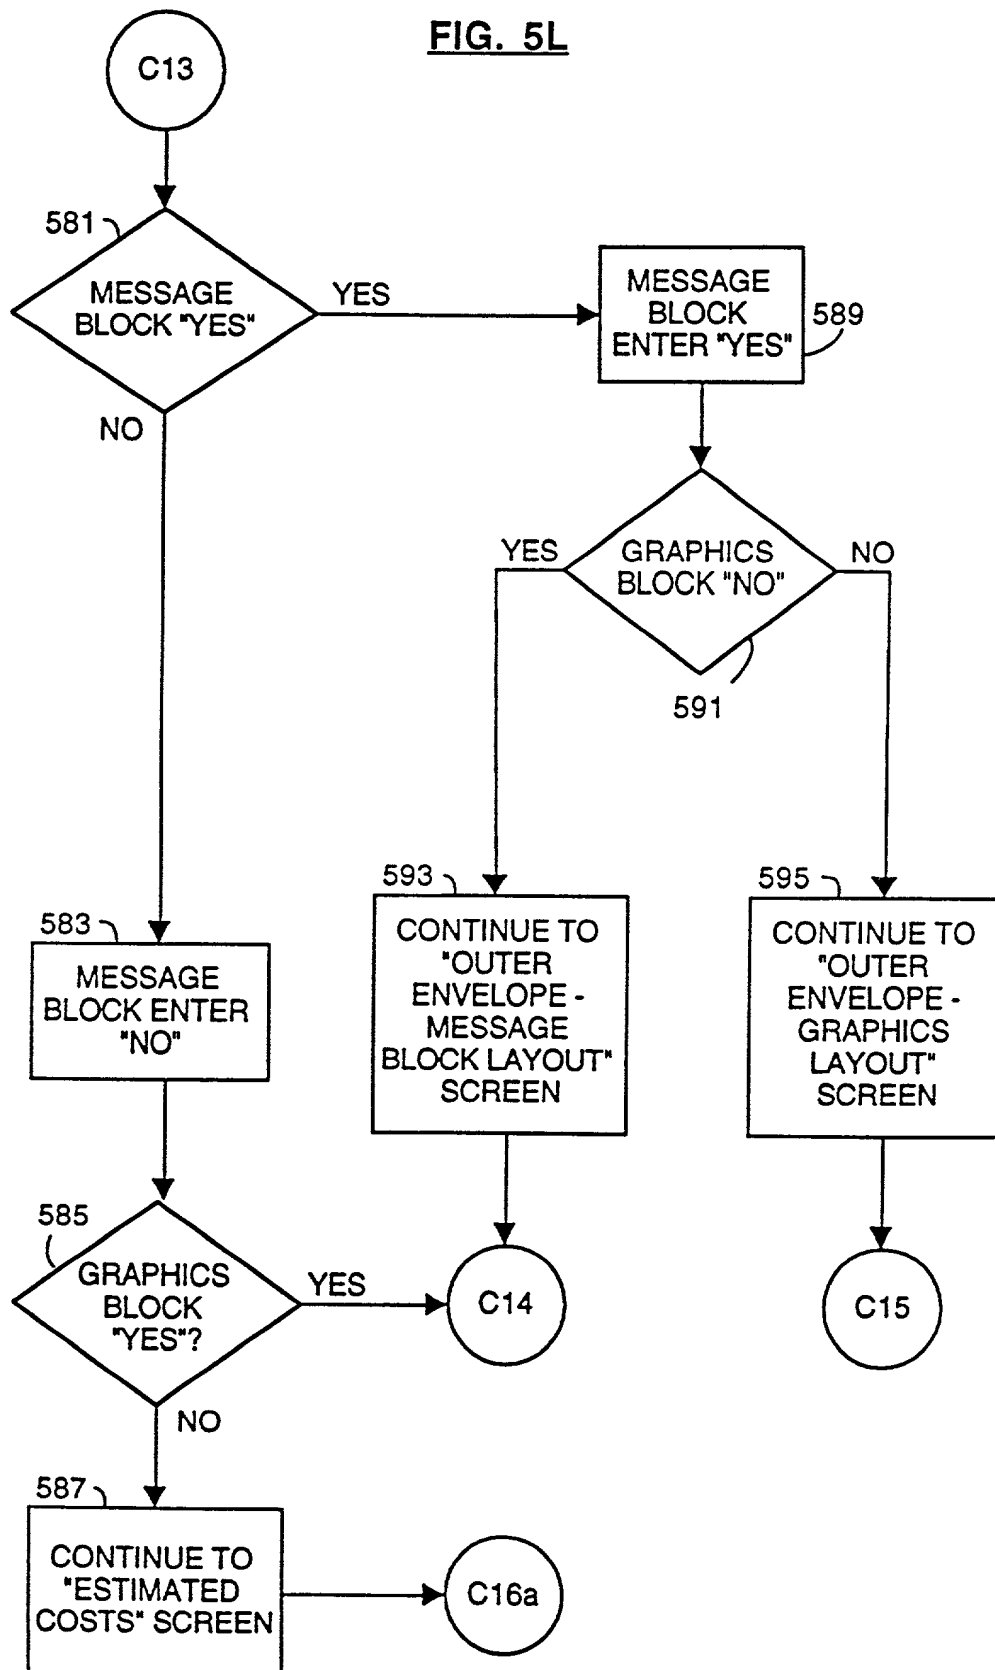 FIG. 5L
C13
581
MESSAGE
BLOCK "YES"
YES
NO
MESSAGE
BLOCK
ENTER "YES"
589
YES
GRAPHICS
BLOCK "NO"
NO
591
583
MESSAGE
BLOCK ENTER
"NO"
593
CONTINUE TO
"OUTER
ENVELOPE -
MESSAGE
BLOCK LAYOUT"
SCREEN
595
CONTINUE TO
"OUTER
ENVELOPE -
GRAPHICS
LAYOUT"
SCREEN
585
GRAPHICS
BLOCK
"YES"?
YES
NO
C14
C15
587
CONTINUE TO
"ESTIMATED
COSTS" SCREEN
C16a